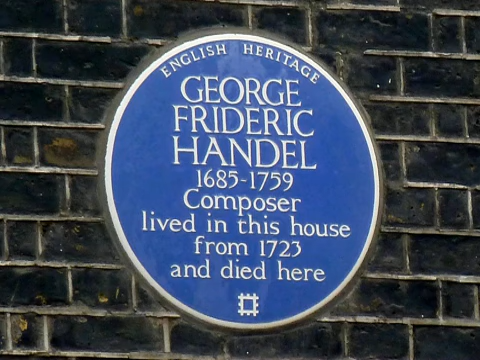 ENGLISH HERITAGE
GEORGE
FRIDERIC
HANDEL
1685-1759
Composer
lived in this house
from 1723
and died here